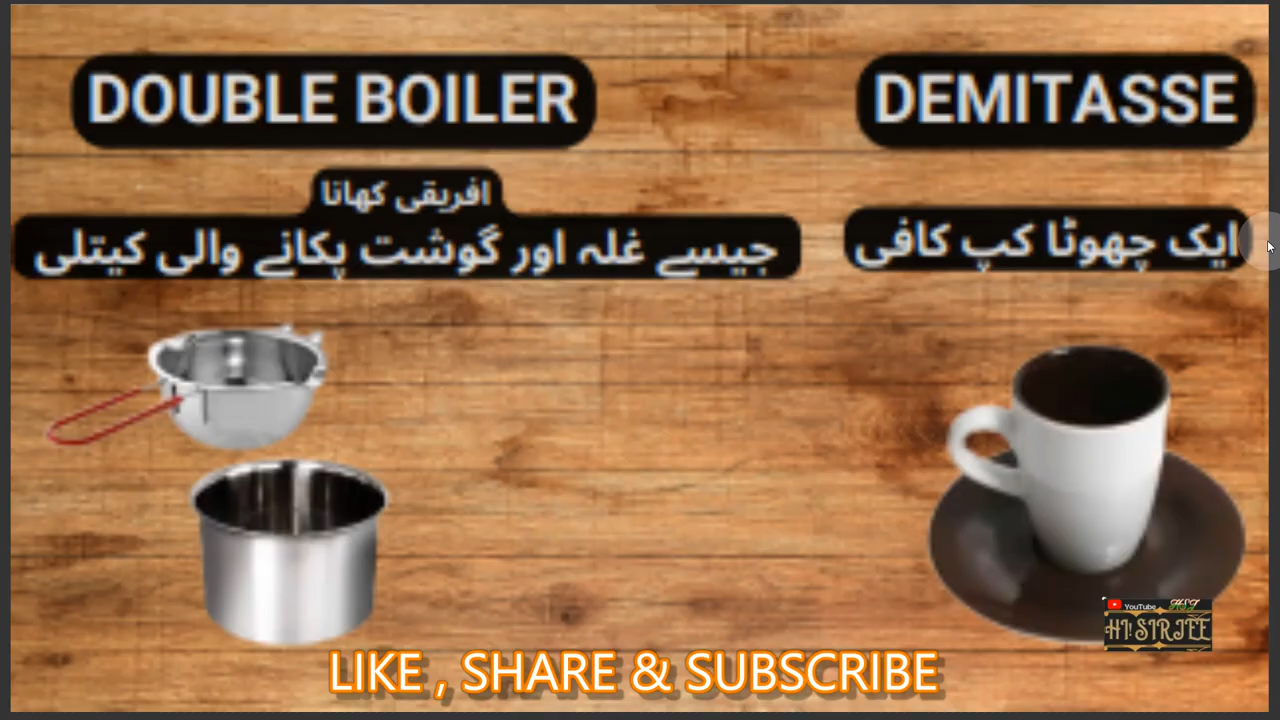 DOUBLE BOILER
DEMITASSE
افریقی کھانا
جیسے غلہ اور گوشت پکانے والی کیتلی
ایک چھوٹا کپ کافی
YouTube HSJ
HI! SIRJEE
LIKE , SHARE & SUBSCRIBE